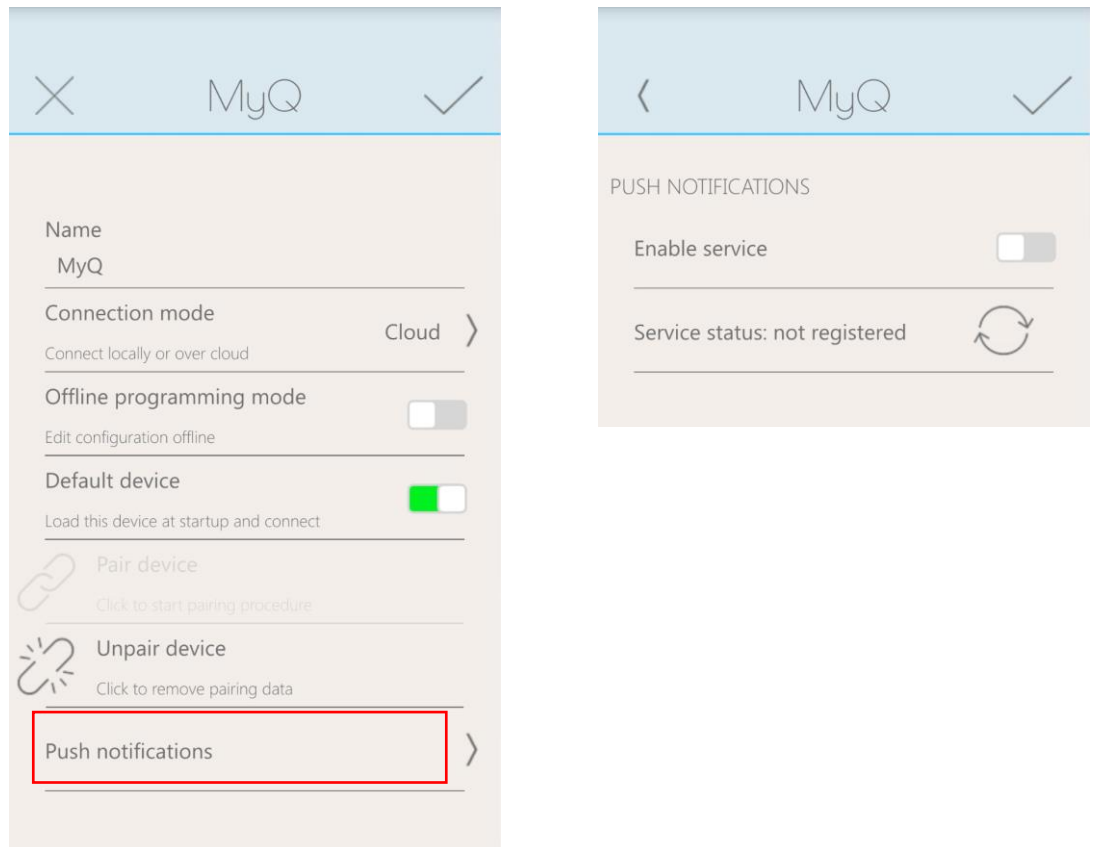 MyQ
Name
MyQ
Connection mode
Cloud
Connect locally or over cloud
Offline programming mode
Edit configuration offline
Default device
Load this device at startup and connect
Pair device
Click to start pairing procedure
Unpair device
Click to remove pairing data
Push notifications
MyQ
PUSH NOTIFICATIONS
Enable service
Service status: not registered